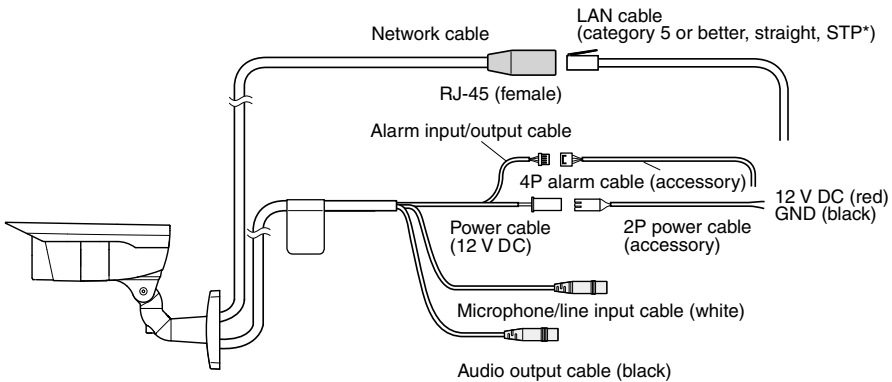 LAN cable
(category 5 or better, straight, STP*)
Network cable
RJ-45 (female)
Alarm input/output cable
4P alarm cable (accessory)
12 V DC (red)
GND (black)
Power cable
(12 V DC)
2P power cable
(accessory)
Microphone/line input cable (white)
Audio output cable (black)